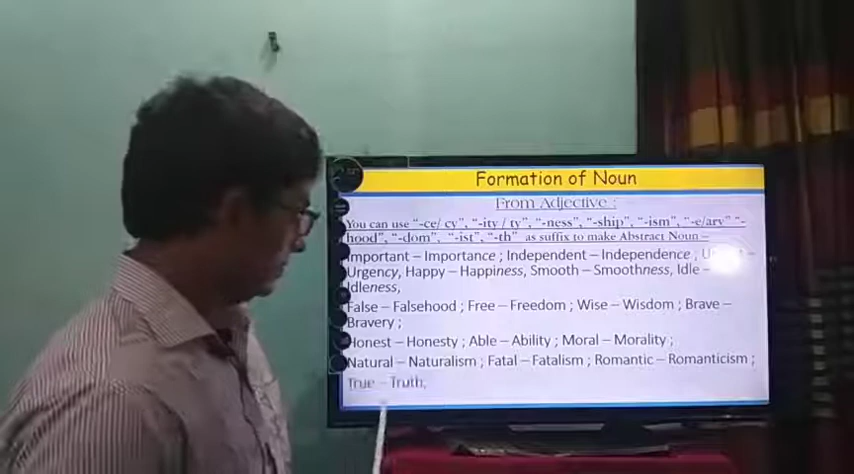 Formation of Noun
From Adjective :
You can use "-ce/ cy", "-ity / ty", "-ness", "-ship", "-ism", "-e/ary" "-
hood", "-dom", "-ist", "-th" as suffix to make Abstract Noun –
Important – Importance ; Independent – Independence ;
Urgency, Happy – Happiness, Smooth – Smoothness, Idle –
Idleness,
False – Falsehood ; Free – Freedom ; Wise – Wisdom ; Brave –
Bravery ;
Honest – Honesty ; Able – Ability ; Moral – Morality ;
Natural – Naturalism ; Fatal – Fatalism ; Romantic – Romanticism ;
True – Truth,